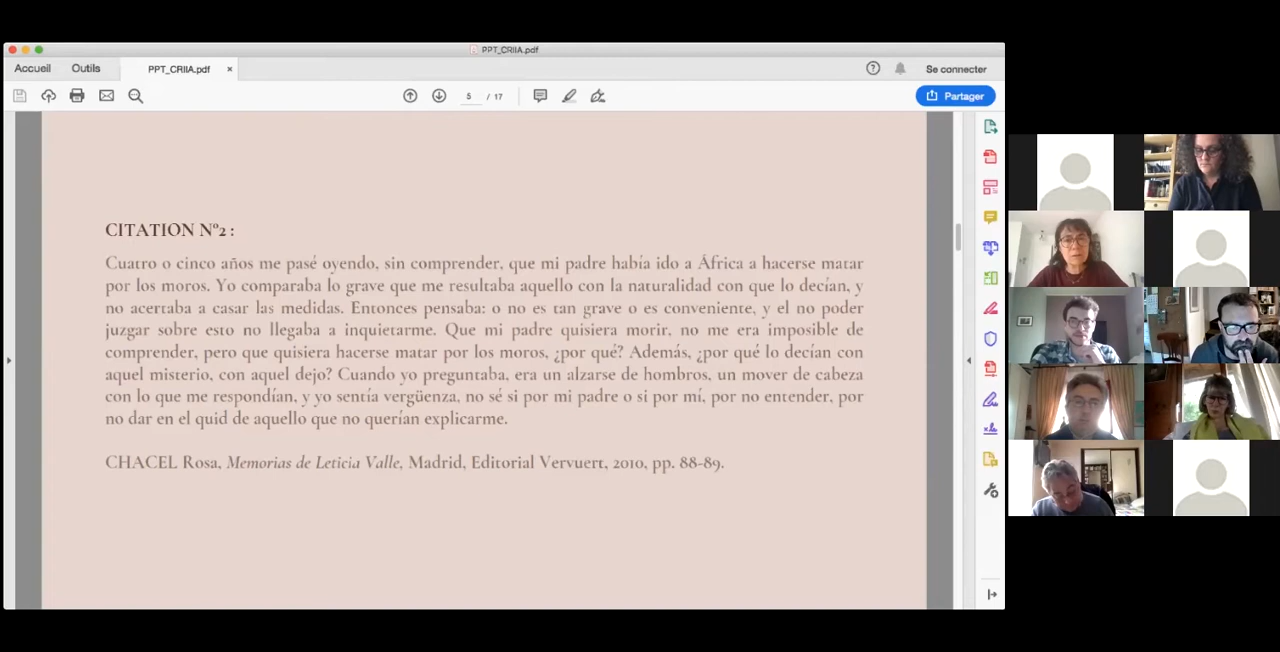 PPT_CRIIA.pdf
Accueil Outils PPT_CRIIA.pdf × ? Se connecter
5 / 17 Partager
CITATION Nº2 :
Cuatro o cinco años me pasé oyendo, sin comprender, que mi padre había ido a África a hacerse matar
por los moros. Yo comparaba lo grave que me resultaba aquello con la naturalidad con que lo decían, y
no acertaba a casar las medidas. Entonces pensaba: o no es tan grave o es conveniente, y el no poder
juzgar sobre esto no llegaba a inquietarme. Que mi padre quisiera morir, no me era imposible de
comprender, pero que quisiera hacerse matar por los moros, ¿por qué? Además, ¿por qué lo decían con
aquel misterio, con aquel dejo? Cuando yo preguntaba, era un alzarse de hombros, un mover de cabeza
con lo que me respondían, y yo sentía vergüenza, no sé si por mi padre o si por mí, por no entender, por
no dar en el quid de aquello que no querían explicarme.
CHACEL Rosa, Memorias de Leticia Valle, Madrid, Editorial Vervuert, 2010, pp. 88-89.